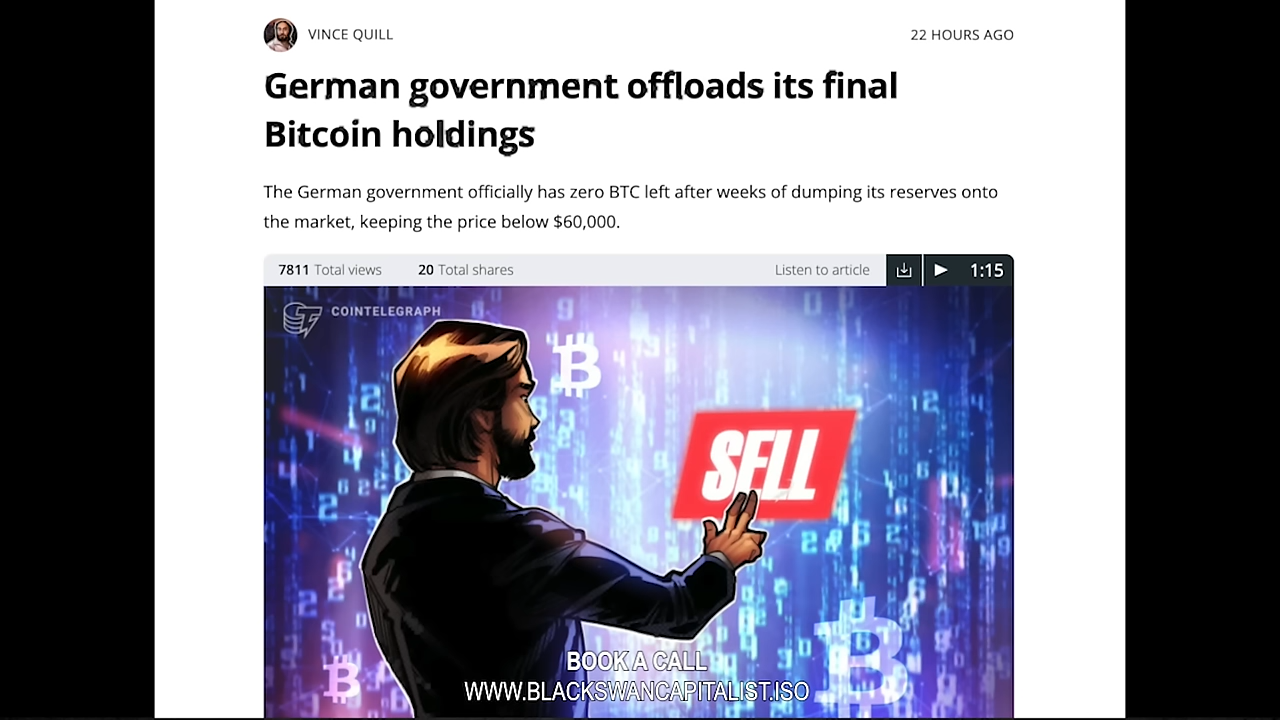 VINCE QUILL
22 HOURS AGO
German government offloads its final
Bitcoin holdings
The German government officially has zero BTC left after weeks of dumping its reserves onto
the market, keeping the price below $60,000.
7811 Total views 20 Total shares Listen to article 1:15
COINTELEGRAPH
SELL
BOOK A CALL
WWW.BLACKSWANCAPITALIST.ISO